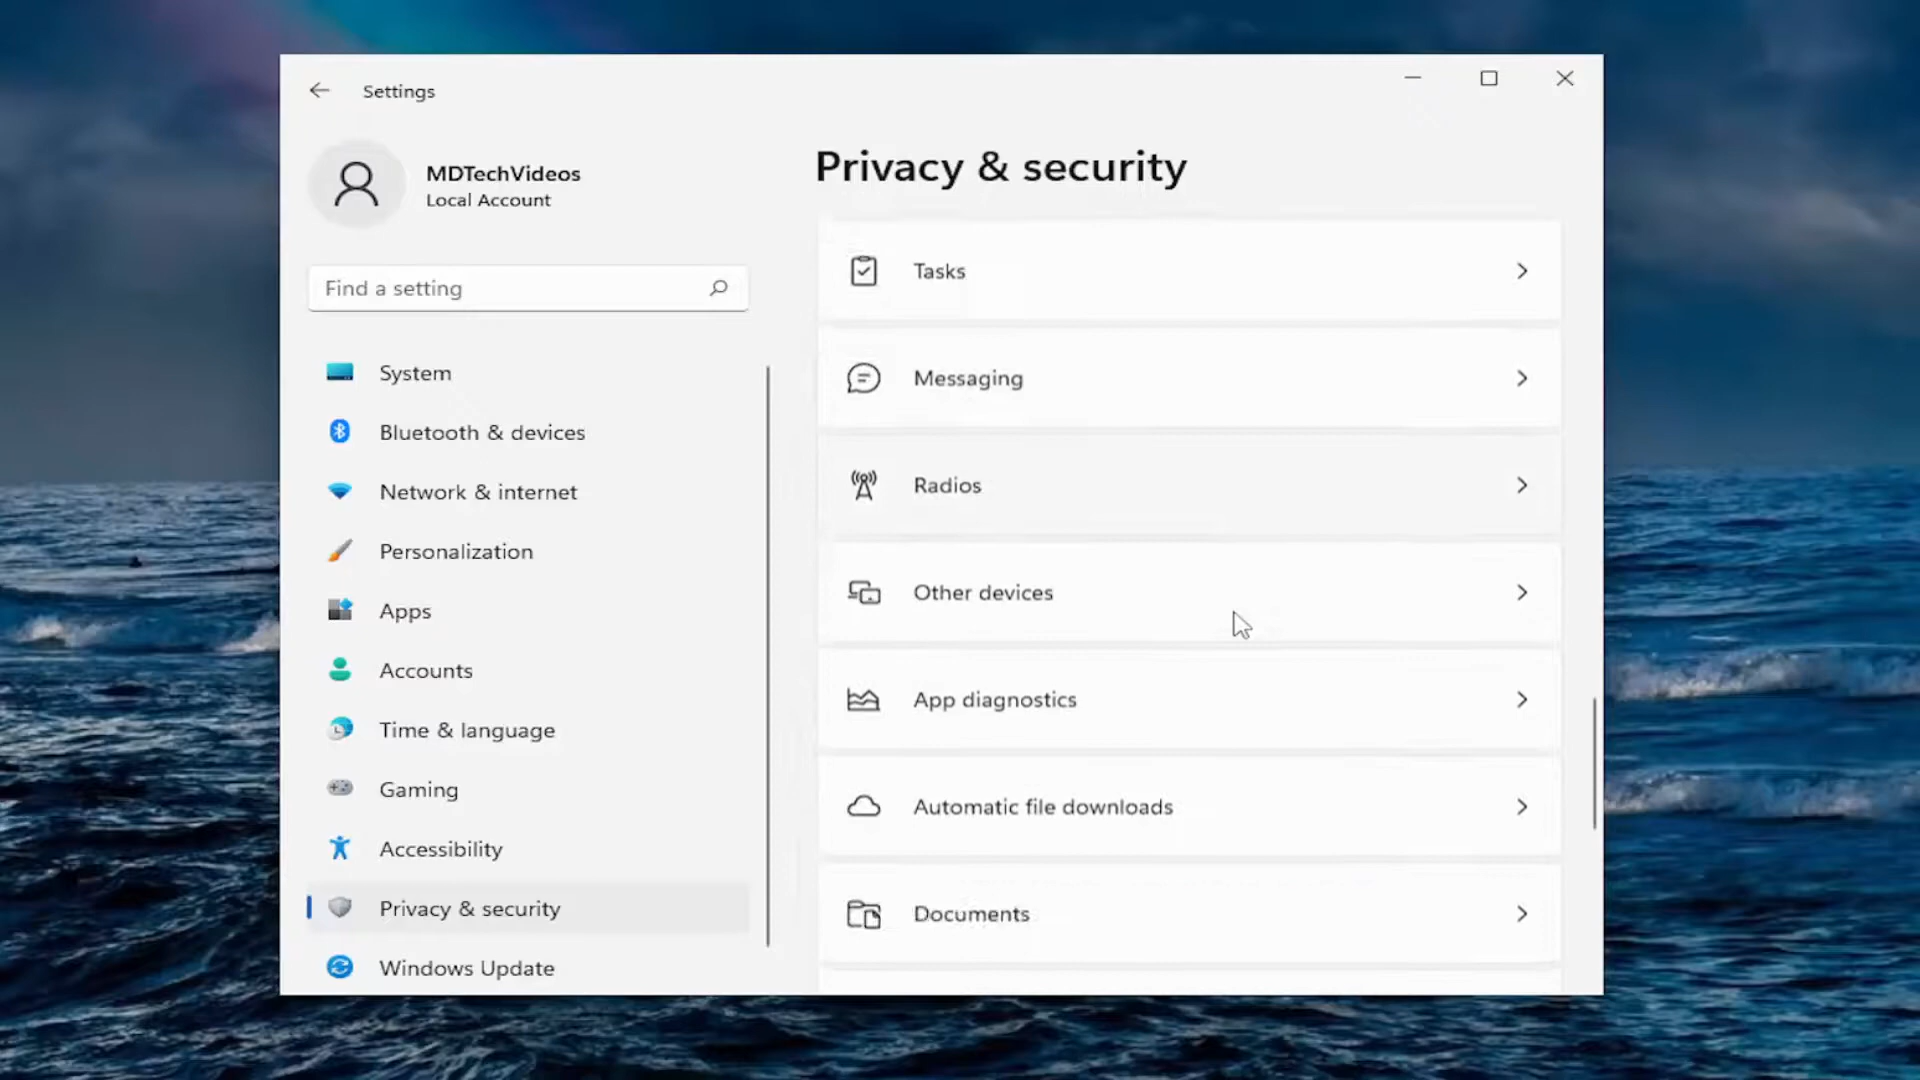 Settings
MDTechVideos
Local Account
Find a setting
System
Bluetooth & devices
Network & internet
Personalization
Apps
Accounts
Time & language
Gaming
Accessibility
Privacy & security
Windows Update
Privacy & security
Tasks
Messaging
Radios
Other devices
App diagnostics
Automatic file downloads
Documents